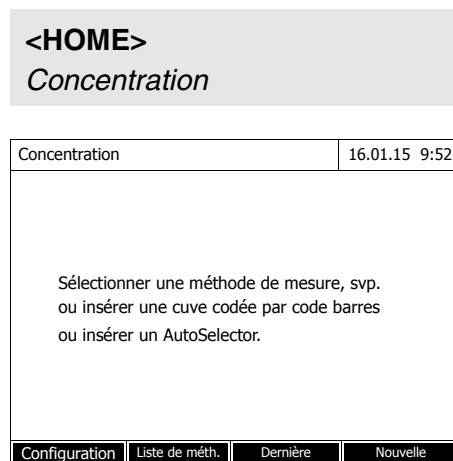 <HOME>
Concentration
Concentration 16.01.15 9:52
Sélectionner une méthode de mesure, svp.
ou insérer une cuve codée par code barres
ou insérer un AutoSelector.
Configuration Liste de méth. Dernière Nouvelle